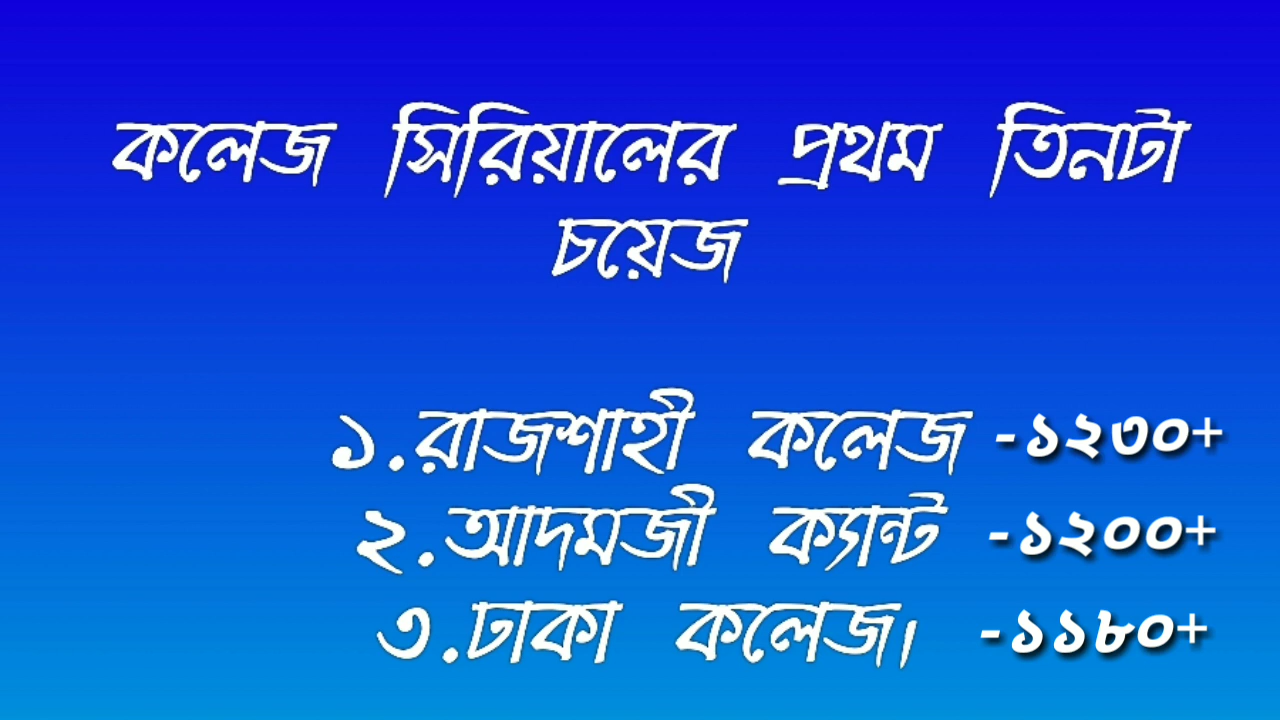 কলেজ সিরিয়ালের প্রথম তিনটা
চয়েজ
১.রাজশাহী কলেজ -১২৩০+
২.আদমজী ক্যান্ট -১২০০+
৩.ঢাকা কলেজ। -১১৮০+